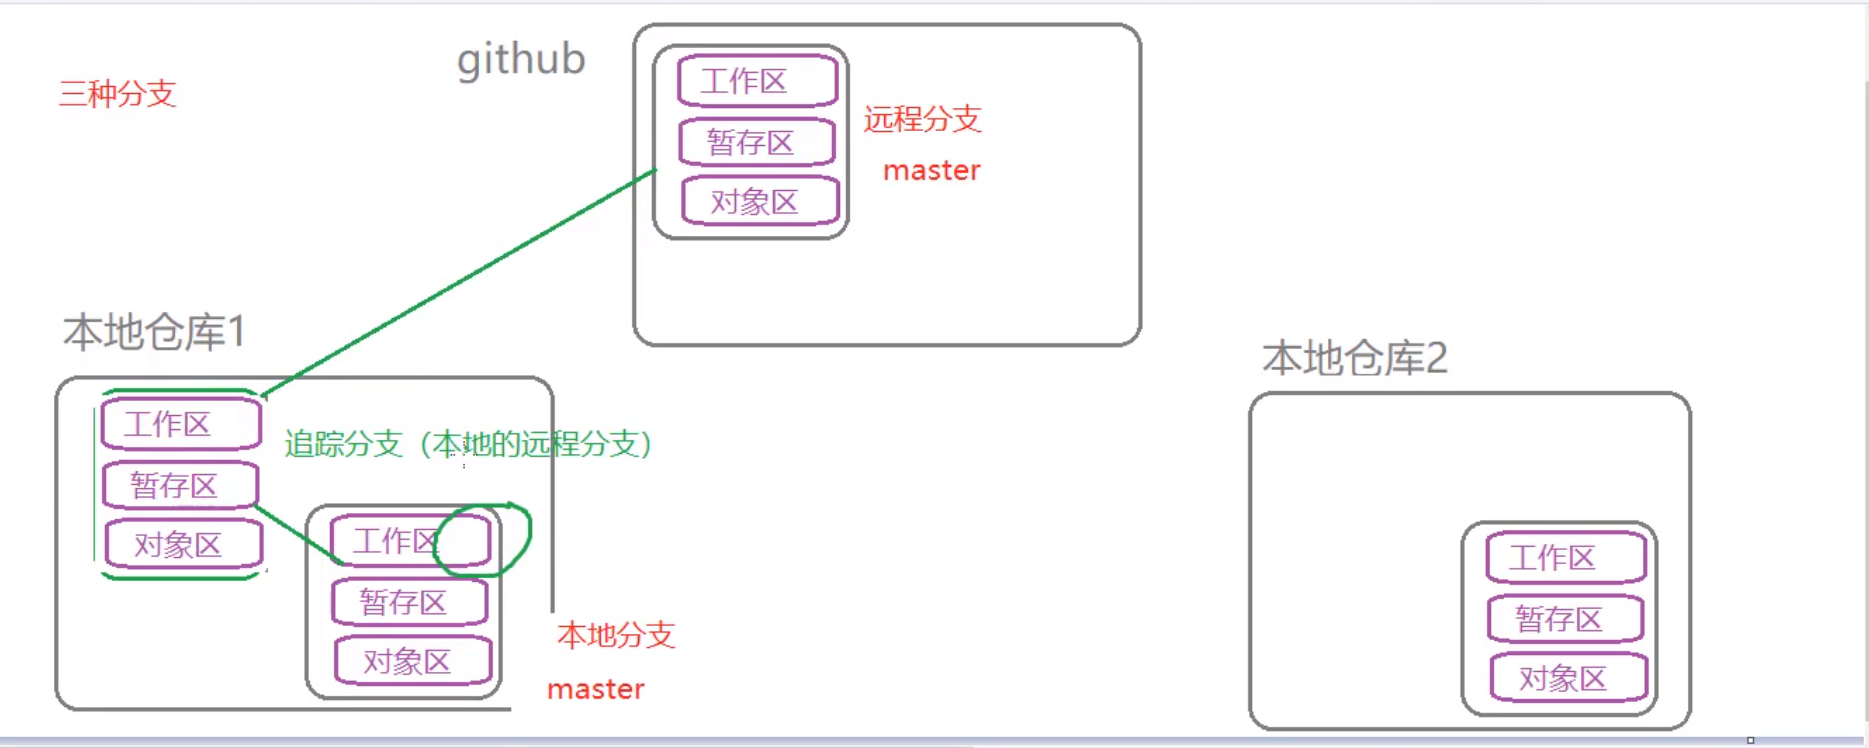 三种分支
github
工作区
暂存区
对象区
远程分支
master
本地仓库1
工作区
暂存区
对象区
追踪分支（本地的远程分支）
工作区
暂存区
对象区
本地分支
master
本地仓库2
工作区
暂存区
对象区